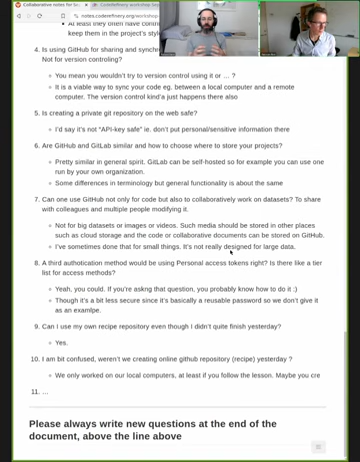 Collaborative notes for
CodeRefinery workshop
notes.coderefinery.org/workshop
At least they often have
keep them in the project's style
4. Is using GitHub for sharing and synchr
Not for version controling?
You mean you wouldn't try to version control using it or ... ?
It is a viable way to sync your code eg. between a local computer and a remote
computer. The version control kinda just happens there also
5. Is creating a private git repository on the web safe?
I'd say it's not "API-key safe" ie. don't put personal/sensitive information there
6. Are GitHub and GitLab similar and how to choose where to store your projects?
Pretty similar in general spirit. GitLab can be self-hosted so for example you can use one
run by your own organization.
Some differences in terminology but general functionality is about the same
7. Can one use GitHub not only for code but also to collaboratively work on datasets? To share
with colleagues and multiple people modifying it.
Not for big datasets or images or videos. Such media should be stored in other places
such as cloud storage and the code or collaborative documents can be stored on GitHub.
I've sometimes done that for small things. It's not really designed for large data.
8. A third authotication method would be using Personal access tokens right? Is there like a tier
list for access methods?
Yeah, you could. If you're askng that question, you probably know how to do it :)
Though it's a bit less secure since it's basically a reusable password so we don't give it
as an examlpe.
9. Can I use my own recipe repository even though I didn't quite finish yesterday?
Yes.
10. I am bit confused, weren't we creating online github repository (recipe) yesterday ?
We only worked on our local computers, at least if you follow the lesson. Maybe you cre
11. ...
Please always write new questions at the end of the
document, above the line above